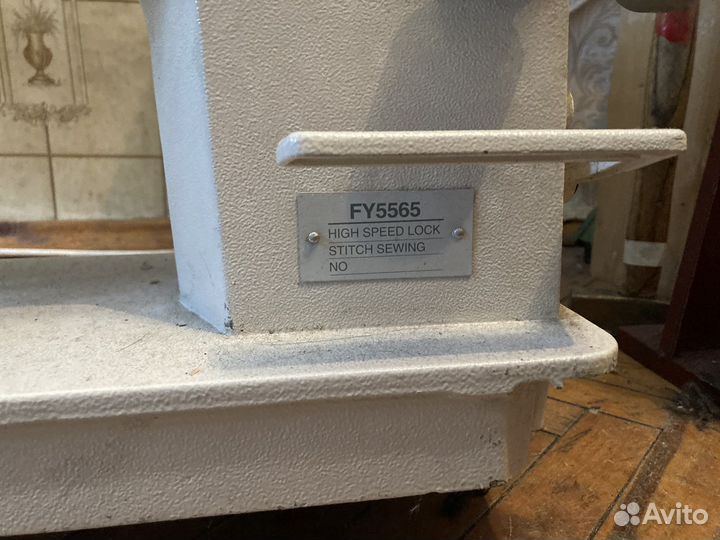 FY5565
HIGH SPEED LOCK
STITCH SEWING
NO
Avito